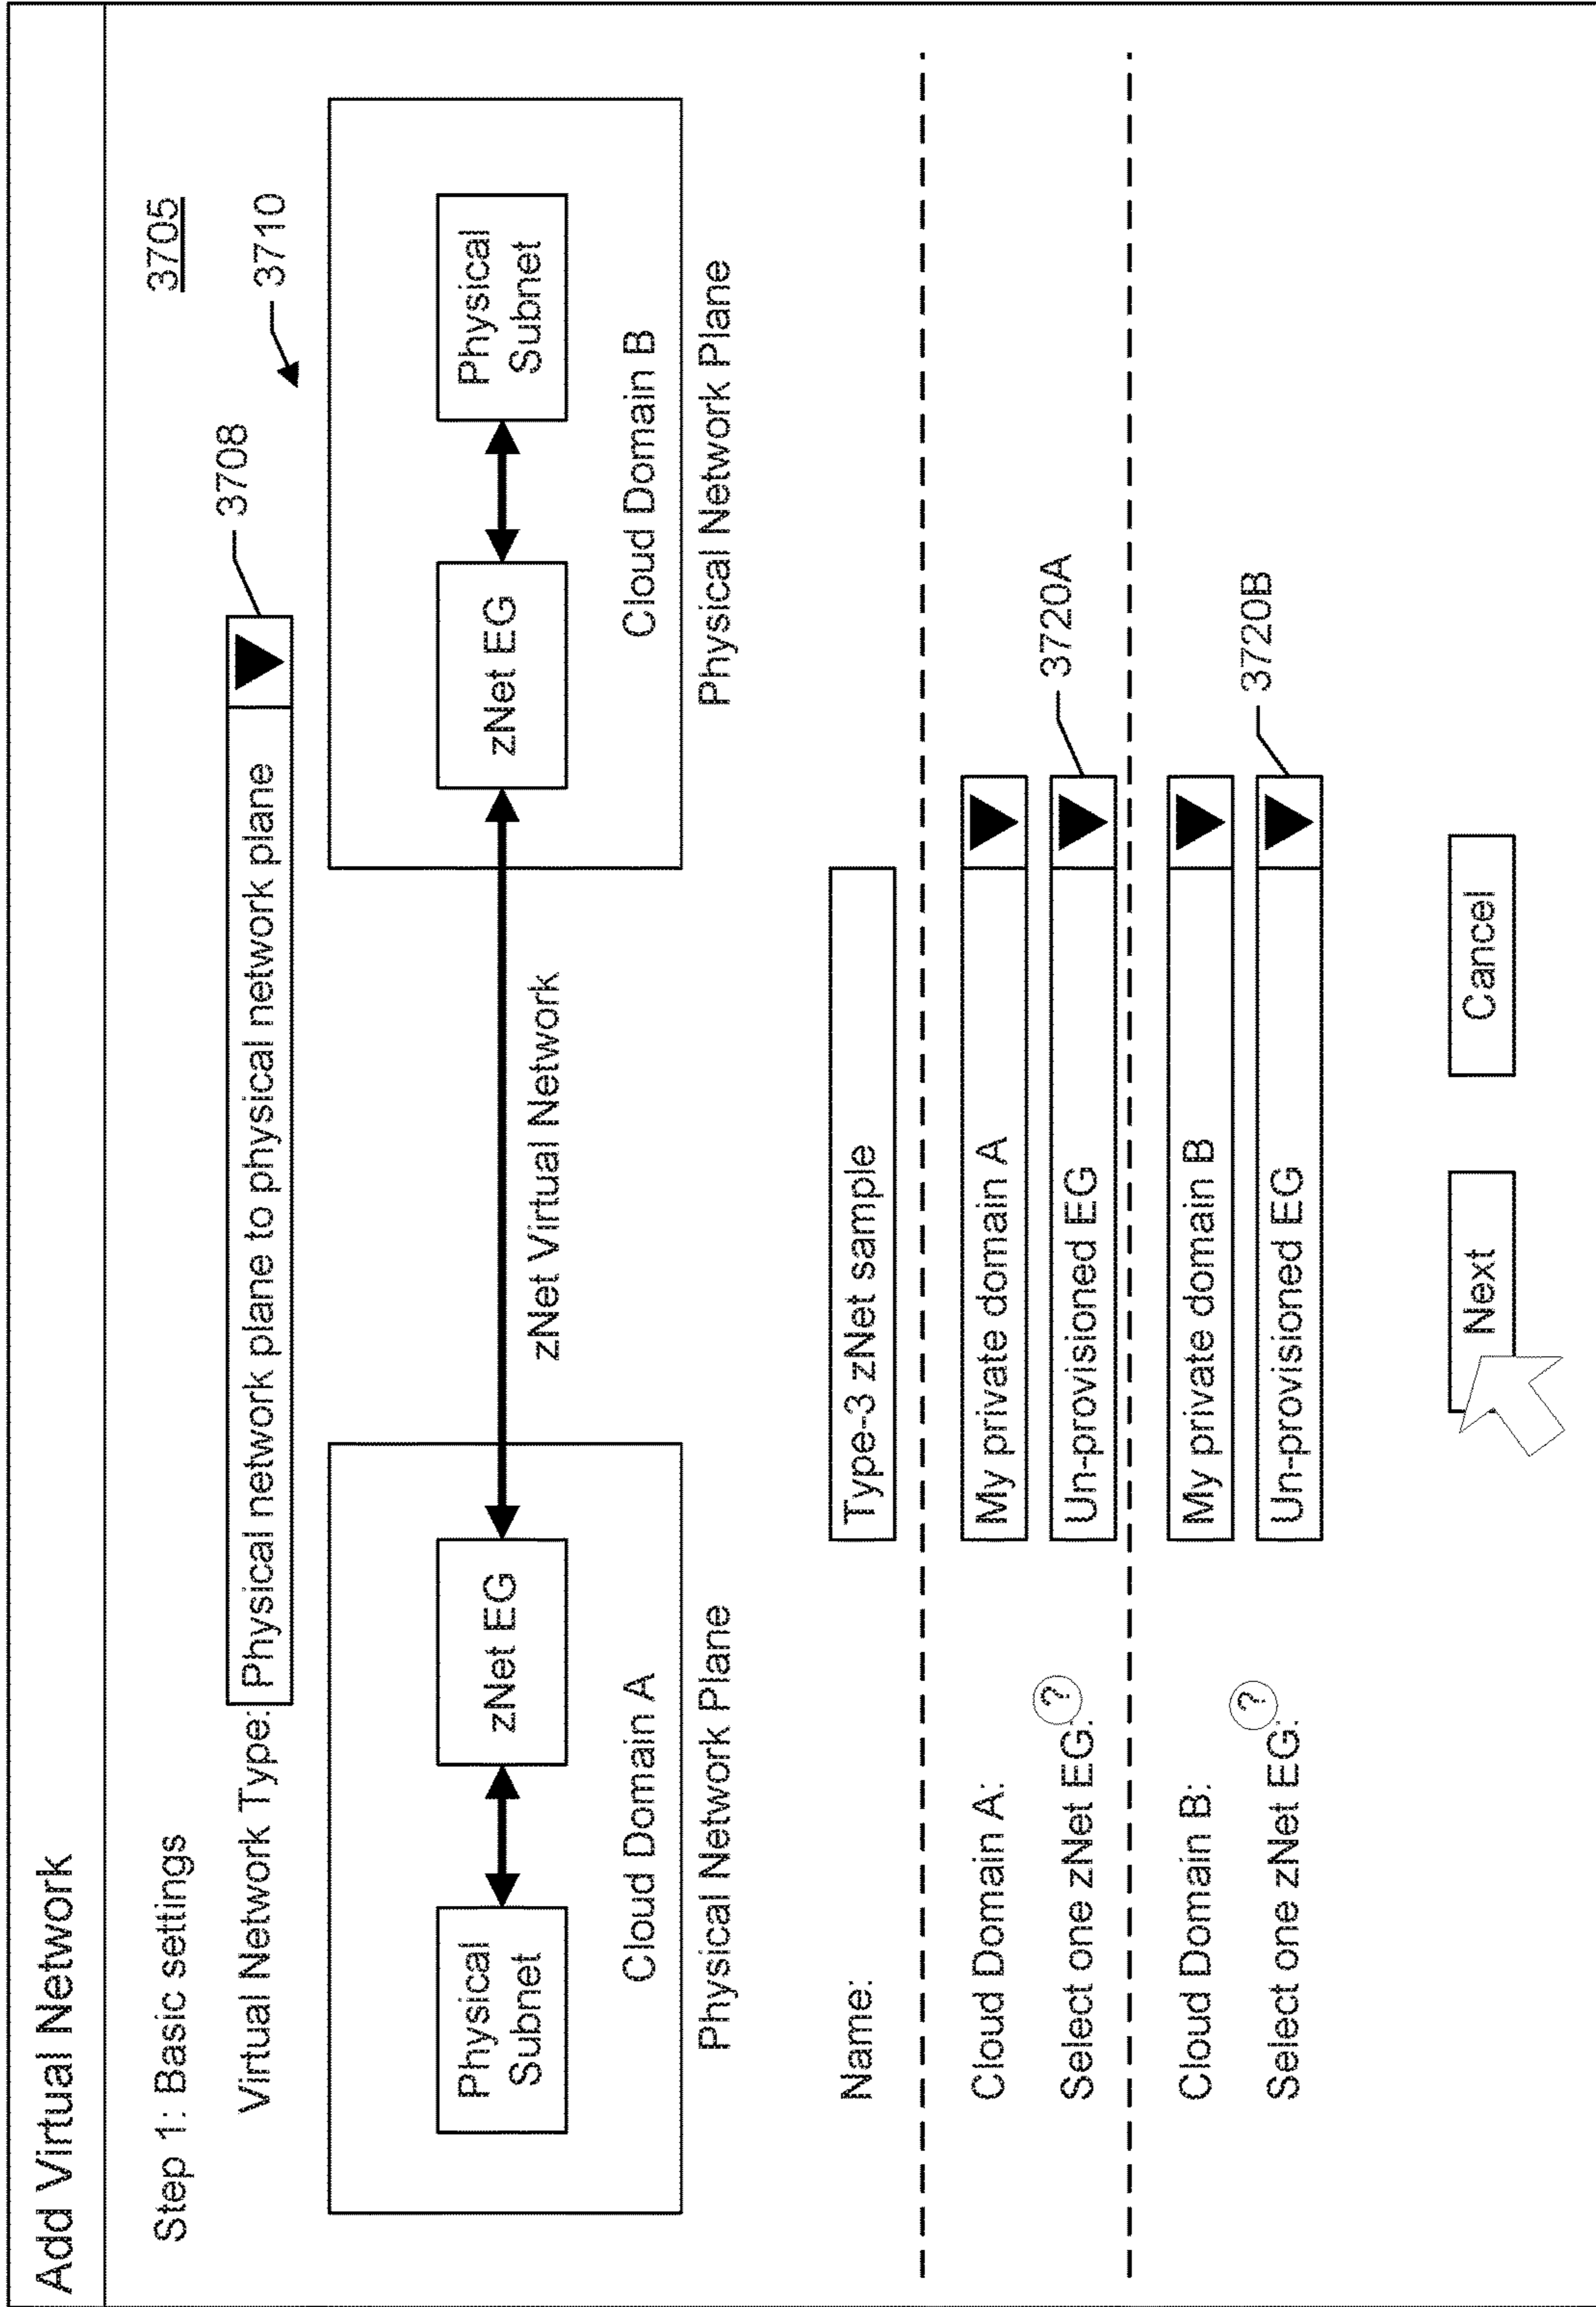 Add Virtual Network
Step 1: Basic settings
3705
Virtual Network Type: Physical network plane to physical network plane
3708
3710
Physical
Subnet
zNet EG
Cloud Domain A
Physical Network Plane
zNet Virtual Network
zNet EG
Physical
Subnet
Cloud Domain B
Physical Network Plane
Name: Type-3 zNet sample
Cloud Domain A: My private domain A
Select one zNet EG: ? Un-provisioned EG
3720A
Cloud Domain B: My private domain B
Select one zNet EG: ? Un-provisioned EG
3720B
Next
Cancel